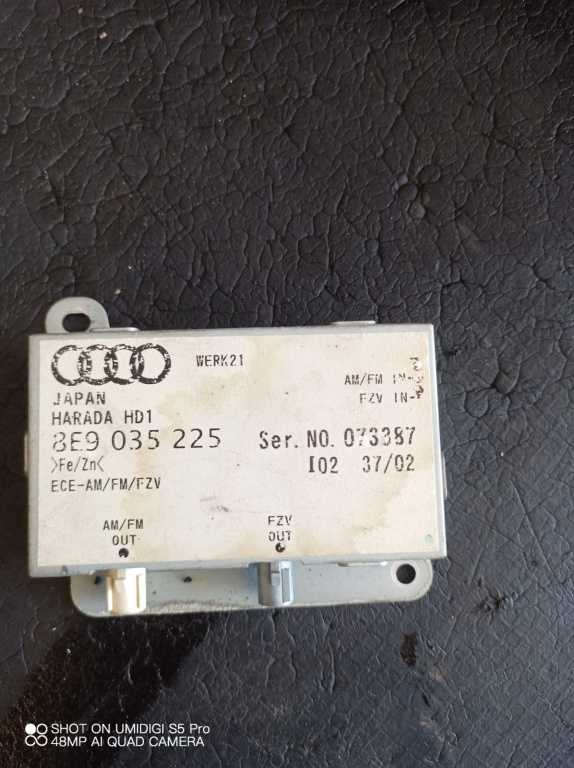 WERK21
AM/FM IN
JAPAN
FZV IN
HARADA HD1
8E9 035 225 Ser. NO. 073387
>Fe/Zn< I02 37/02
ECE-AM/FM/FZV
AM/FM OUT
FZV OUT
SHOT ON UMIDIGI S5 Pro
48MP AI QUAD CAMERA